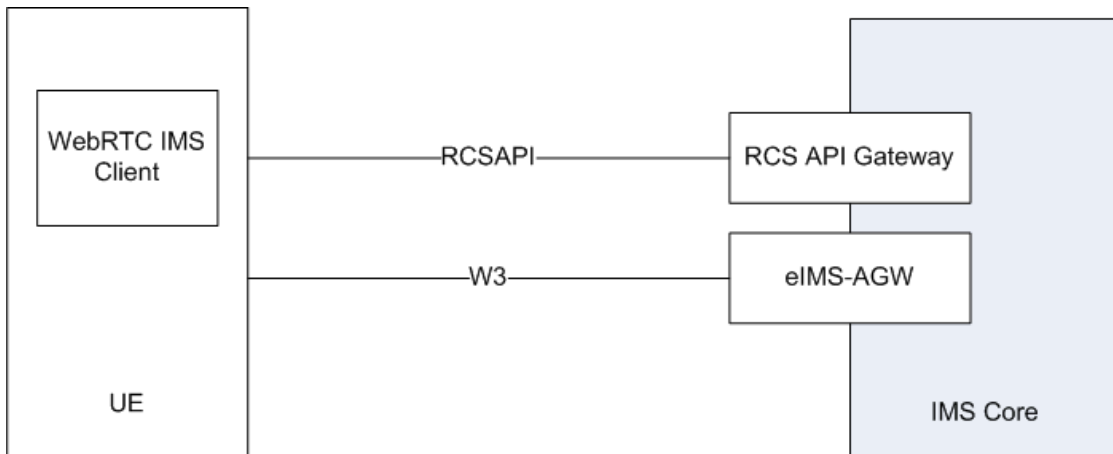 WebRTC IMS
Client
RCSAPI
RCS API Gateway
W3
eIMS-AGW
UE
IMS Core